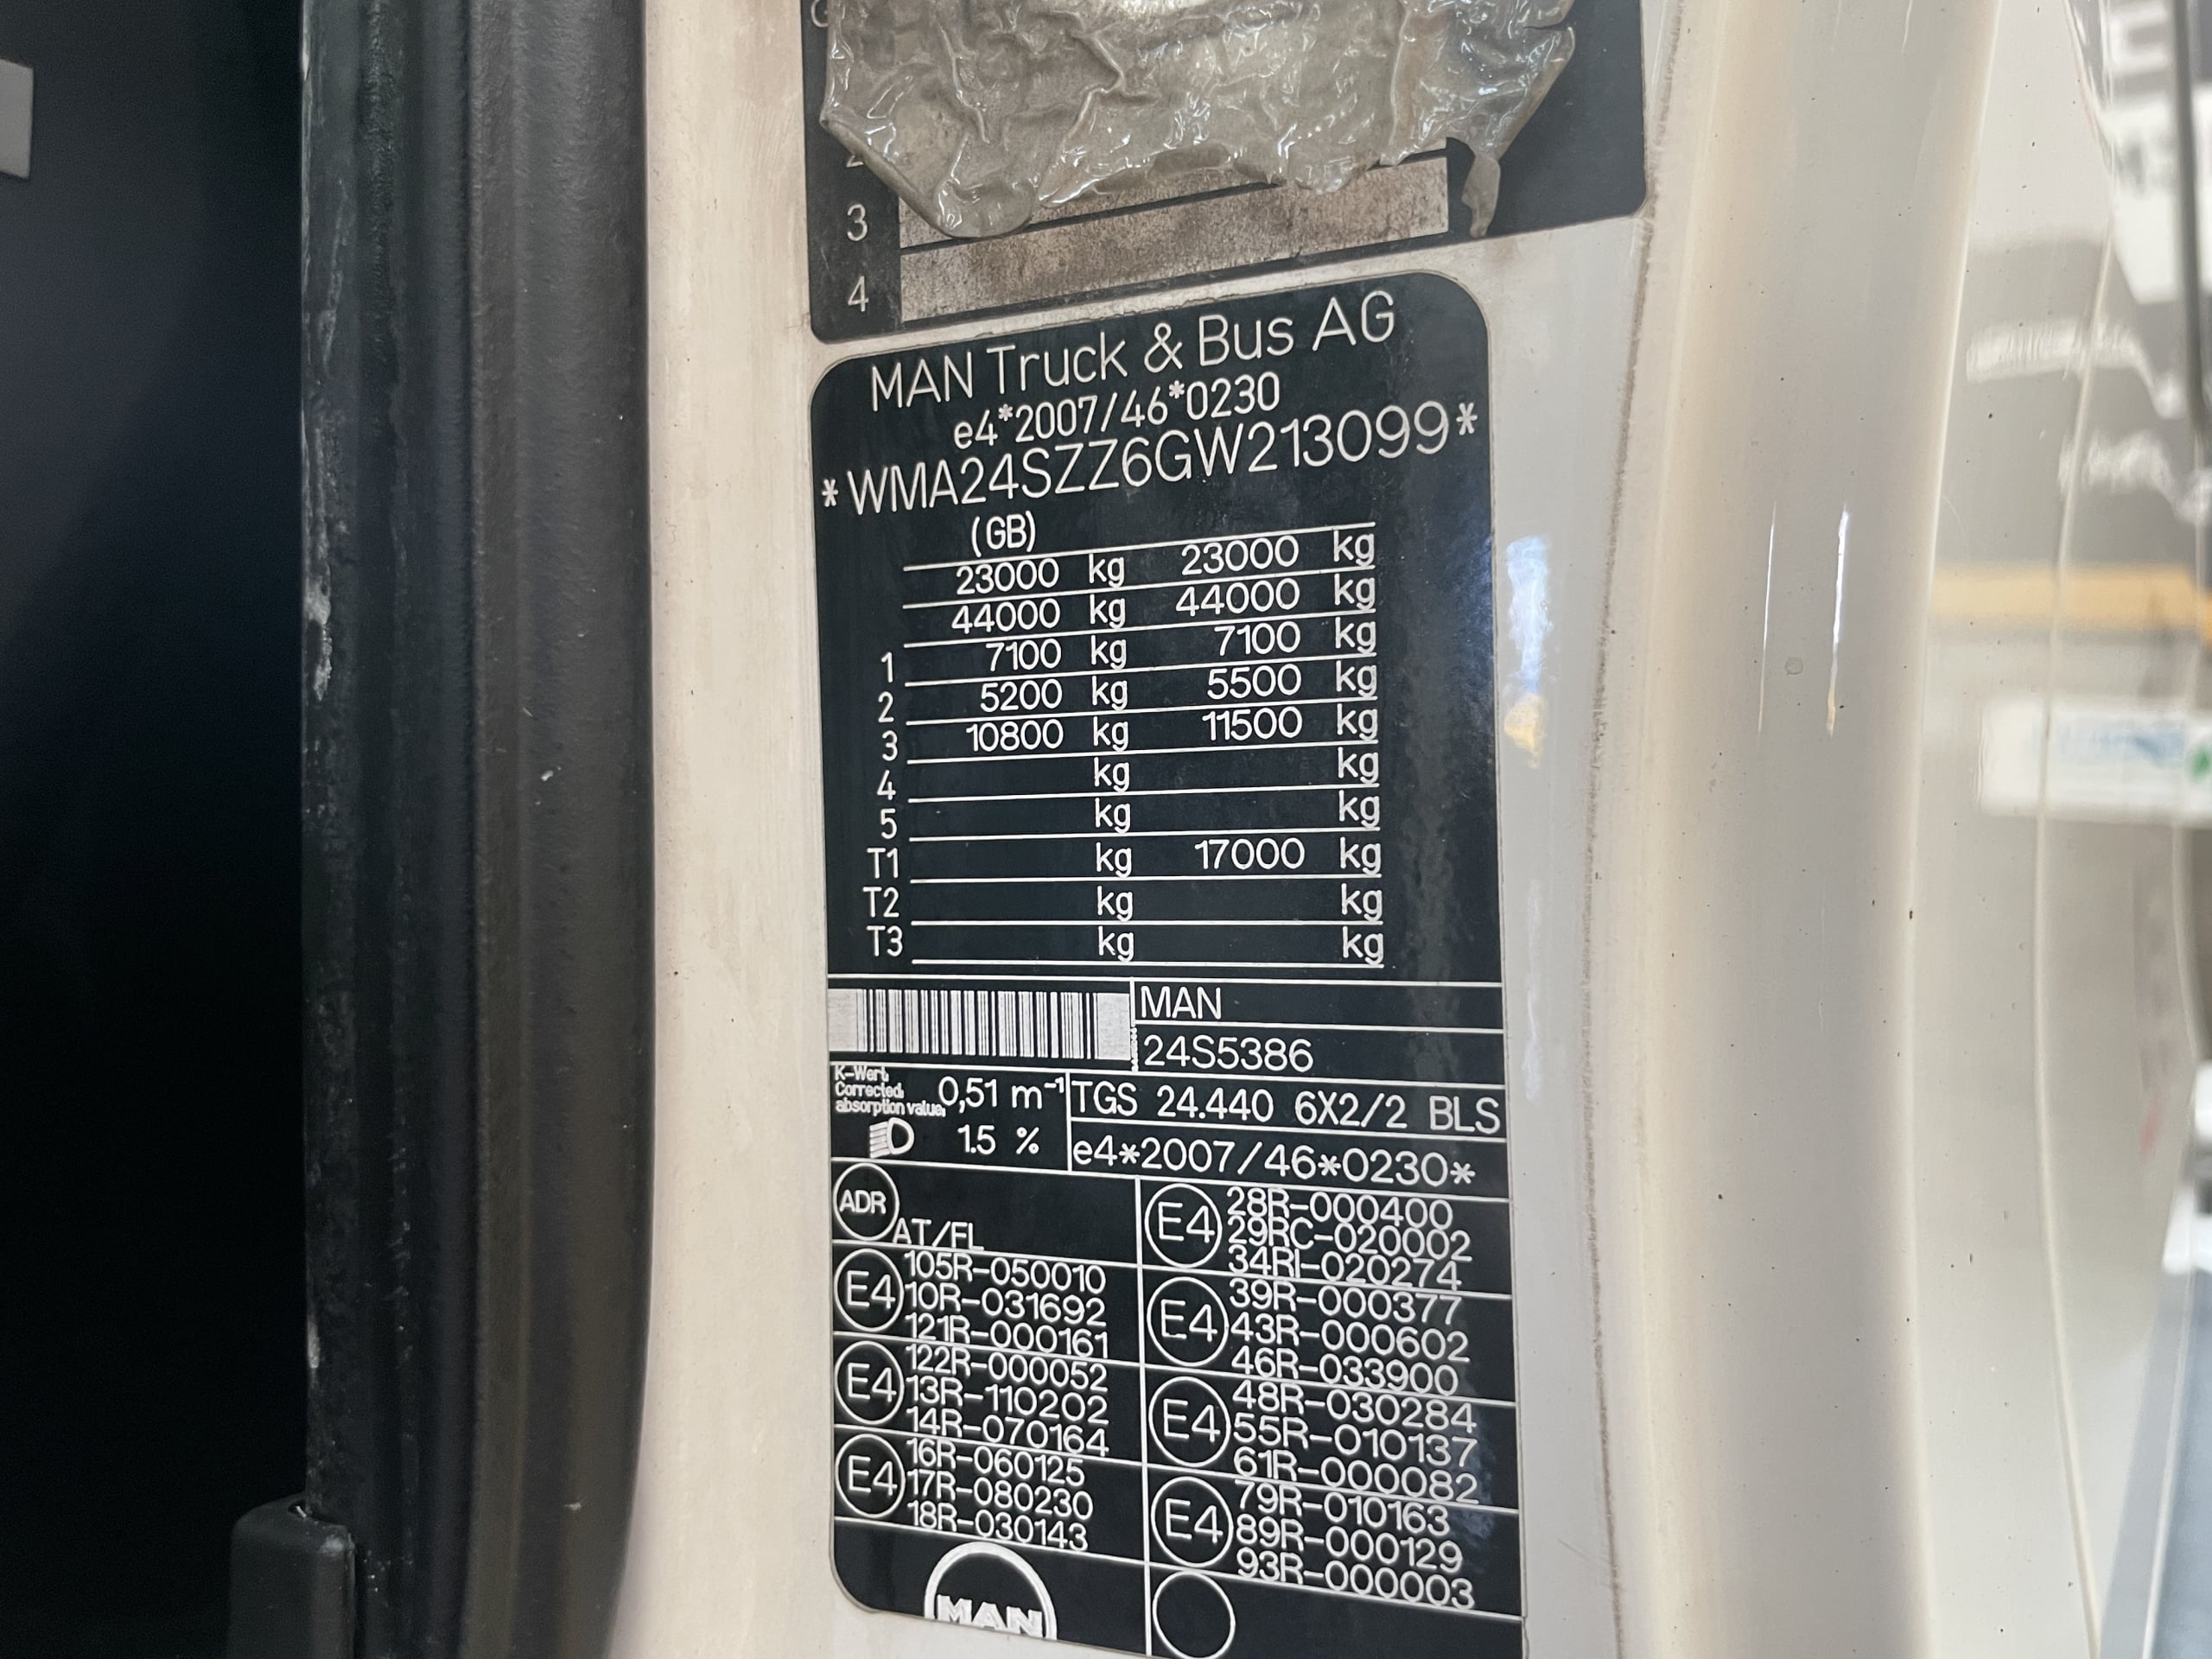 3
4
MAN Truck & Bus AG
e4*2007/46*0230
*WMA24SZZ6GW213099*
(GB)
23000 kg 23000 kg
44000 kg 44000 kg
1 7100 kg 7100 kg
2 5200 kg 5500 kg
3 10800 kg 11500 kg
4 kg kg
5 kg kg
T1 kg 17000 kg
T2 kg kg
T3 kg kg
MAN
24S5386
K-Wert
Corrected
absorption value
0,51 m⁻¹
TGS 24.440 6X2/2 BLS
1.5 %
e4*2007/46*0230*
ADR
AT/FL
E4
105R-050010
10R-031692
121R-000161
E4
122R-000052
13R-110202
14R-070164
E4
16R-060125
17R-080230
18R-030143
MAN
E4
28R-000400
29RC-020002
34RI-020274
E4
39R-000377
43R-000602
46R-033900
E4
48R-030284
55R-010137
61R-000082
E4
79R-010163
89R-000129
93R-000003